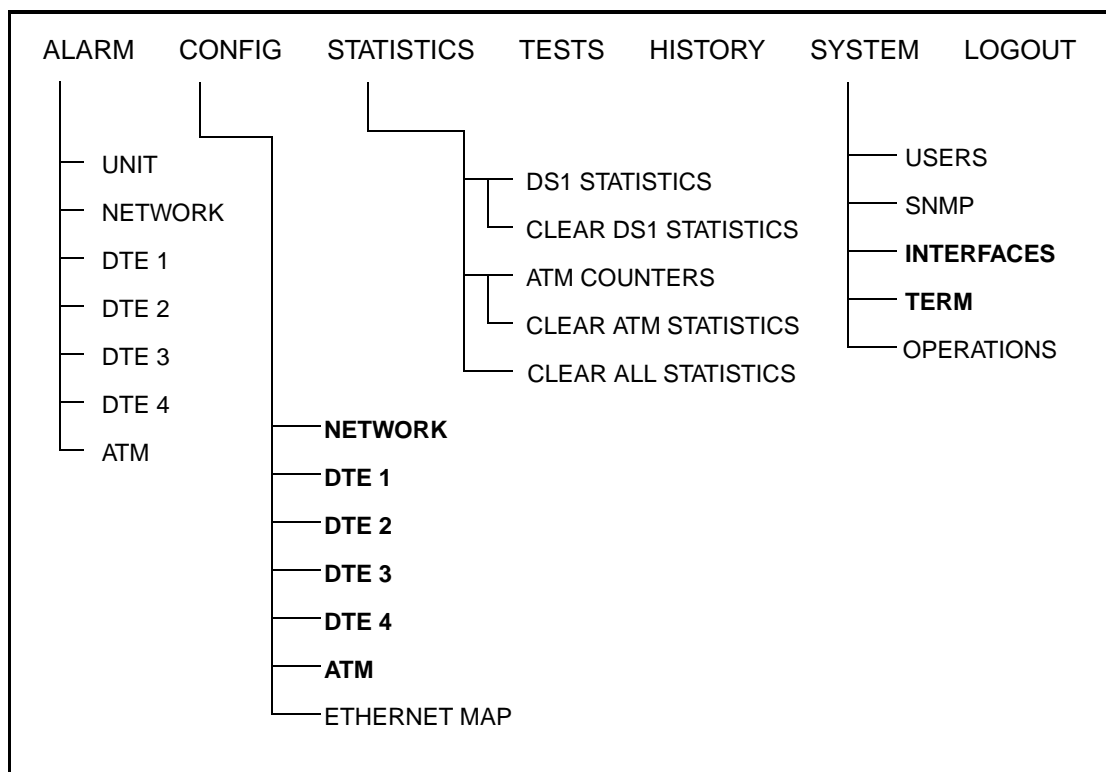 ALARM CONFIG STATISTICS TESTS HISTORY SYSTEM LOGOUT
UNIT
NETWORK
DTE 1
DTE 2
DTE 3
DTE 4
ATM
NETWORK
DTE 1
DTE 2
DTE 3
DTE 4
ATM
ETHERNET MAP
DS1 STATISTICS
CLEAR DS1 STATISTICS
ATM COUNTERS
CLEAR ATM STATISTICS
CLEAR ALL STATISTICS
USERS
SNMP
INTERFACES
TERM
OPERATIONS